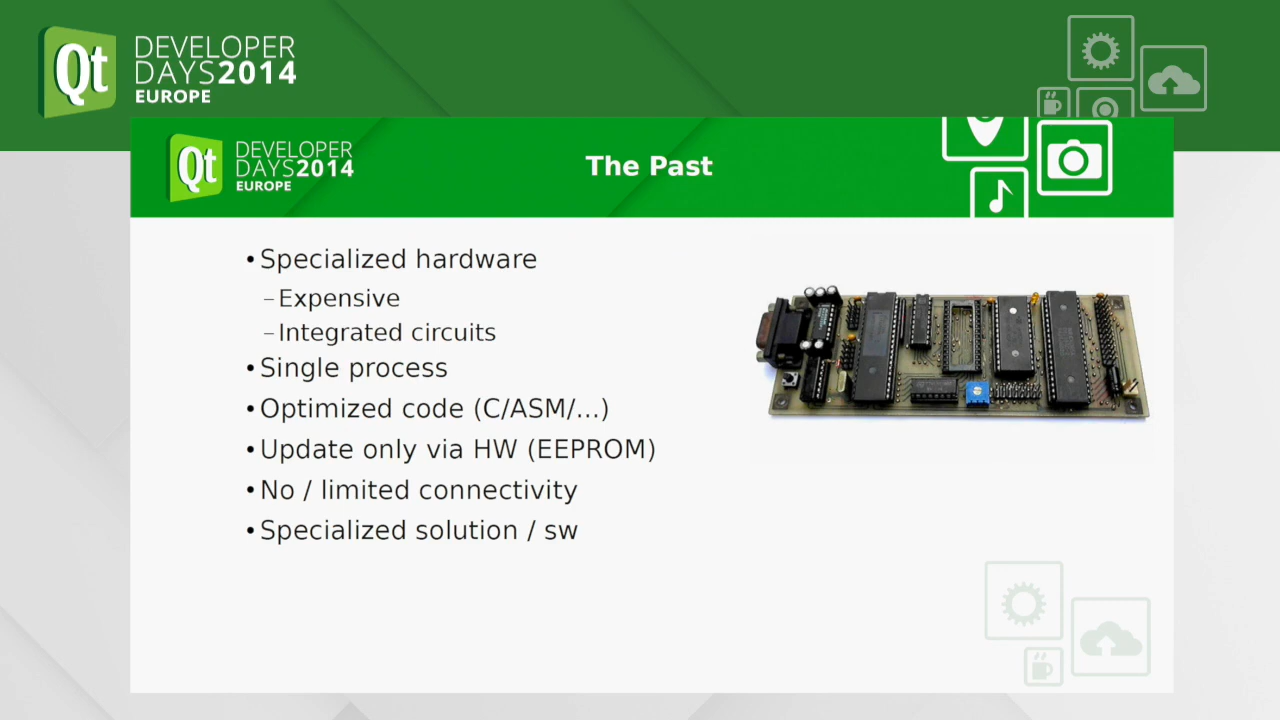 Qt DEVELOPER
DAYS2014
EUROPE
Qt DEVELOPER
DAYS2014
EUROPE
The Past
•Specialized hardware
–Expensive
–Integrated circuits
•Single process
•Optimized code (C/ASM/...)
•Update only via HW (EEPROM)
•No / limited connectivity
•Specialized solution / sw